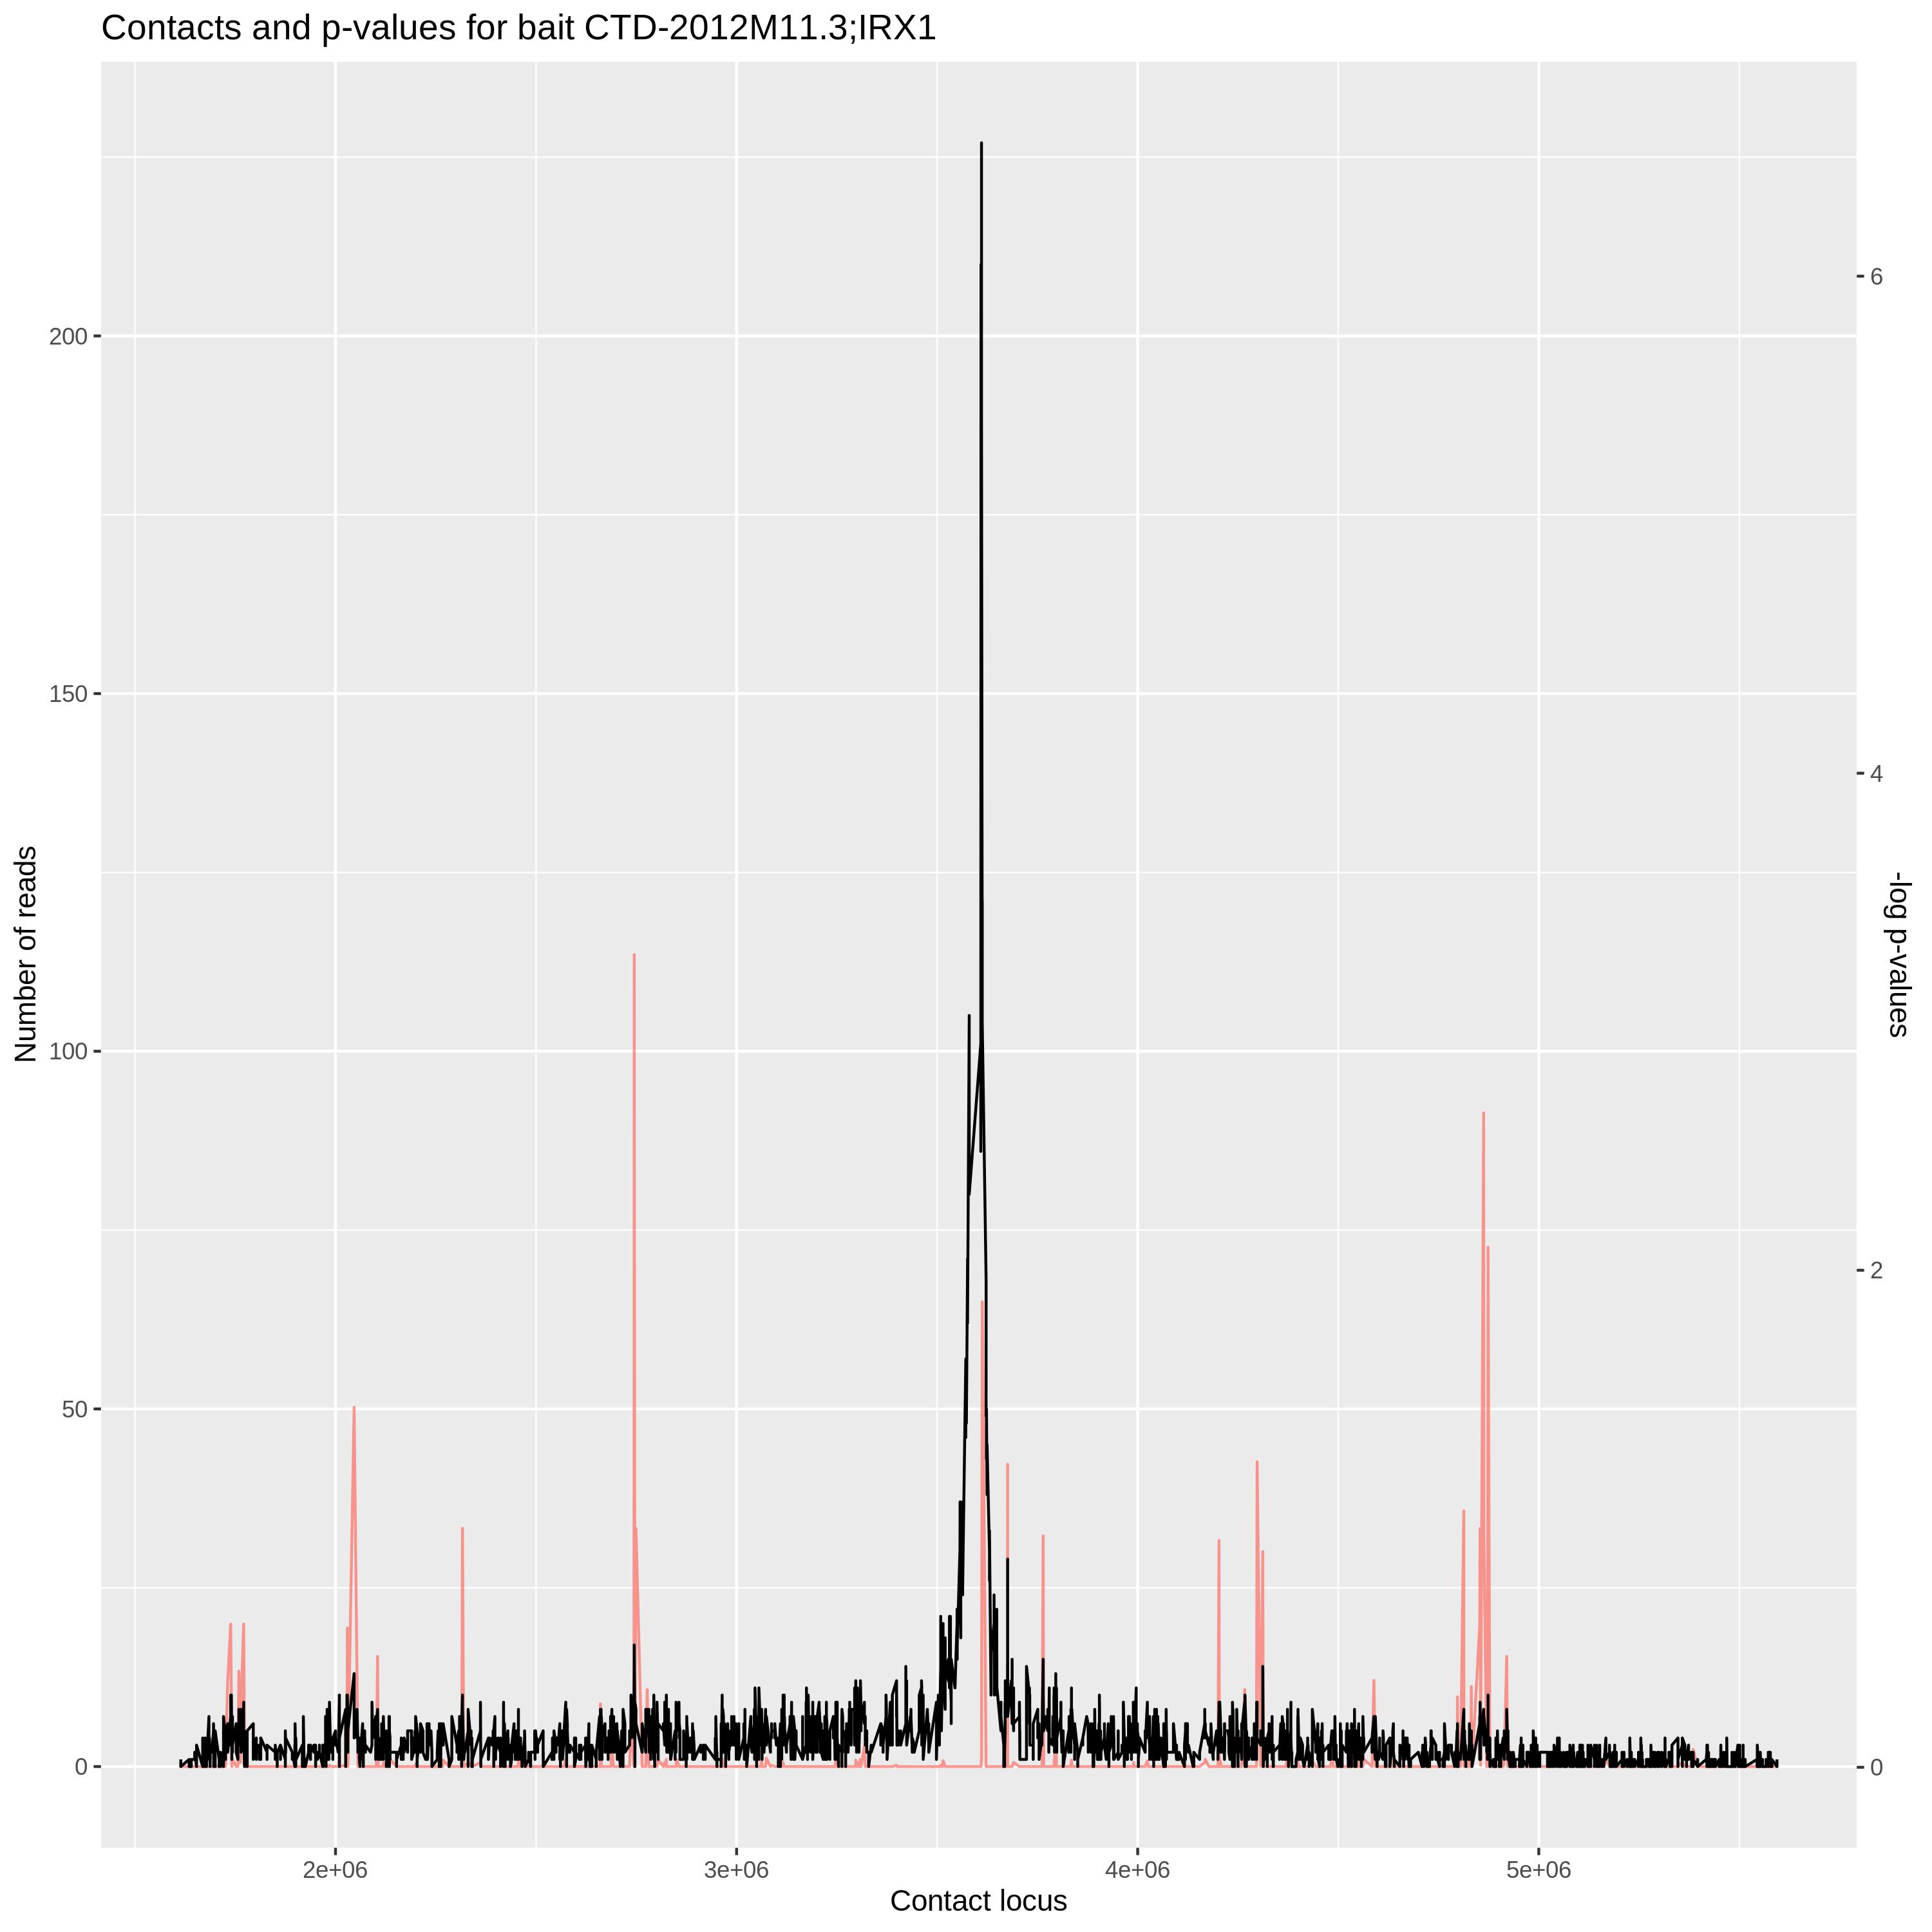 Contacts and p-values for bait CTD-2012M11.3;IRX1
Number of reads
200
150
100
50
0
6
4
2
0
-log p-values
2e+06 3e+06 4e+06 5e+06
Contact locus